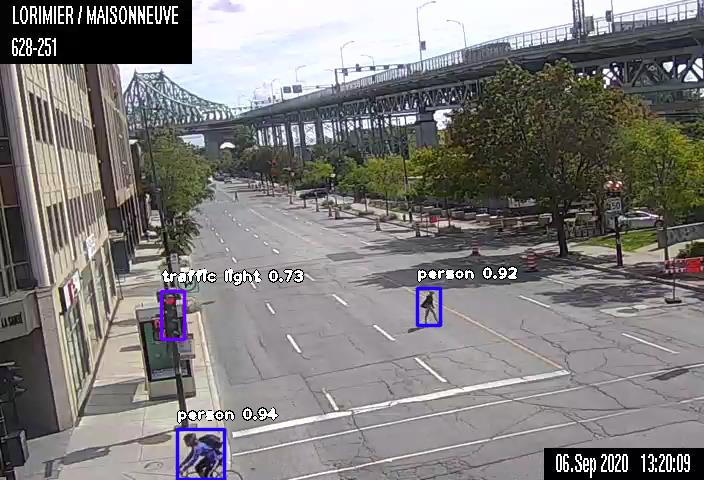 LORIMIER / MAISONNEUVE
628-251
traffic light 0.73
person 0.92
person 0.94
06.Sep 2020 13:20:09